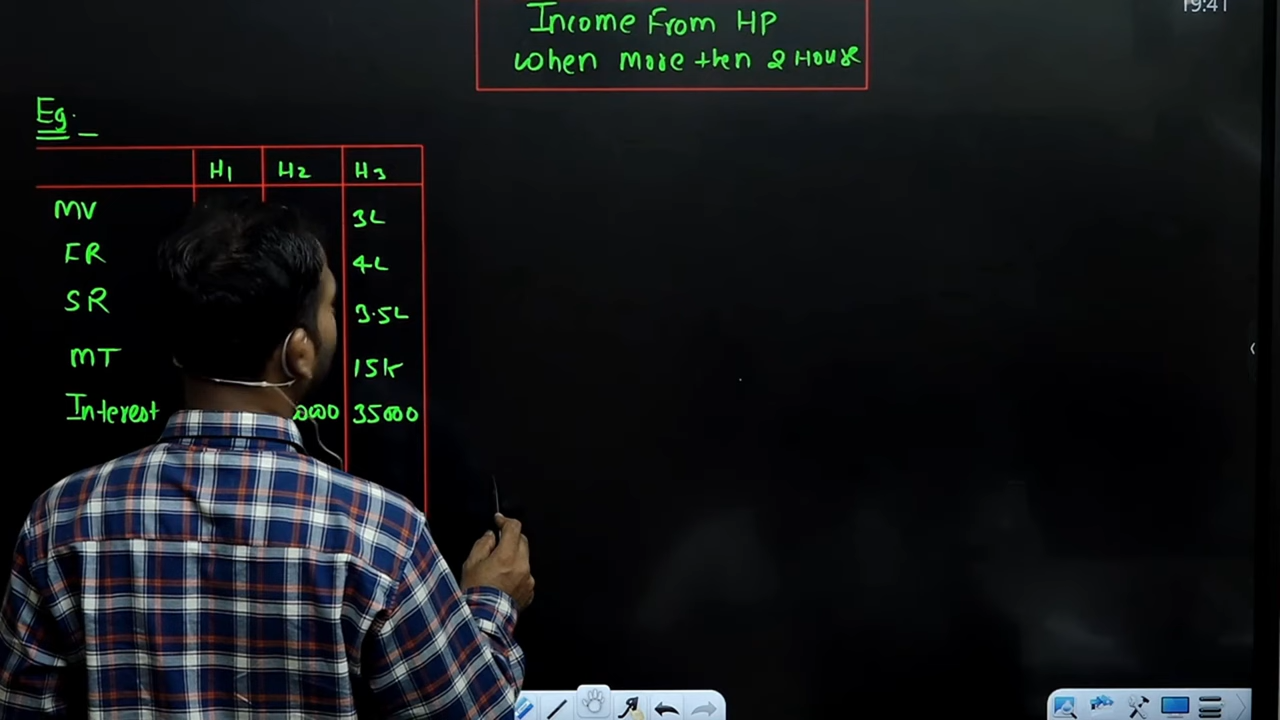 19:41
Income From HP
When more then 2 House
Eg.
H1 H2 H3
MV 3L
FR 4L
SR 3.5L
MT 15K
Interest 35000